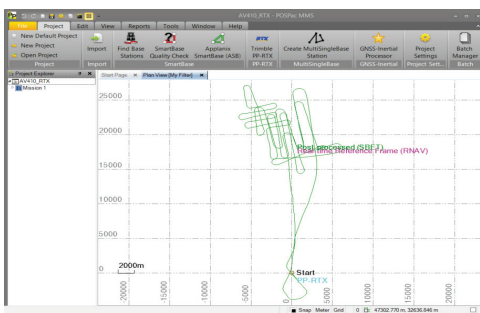 AV410_RTX - POSPac MMS
File Project Edit View Reports Tools Window Help
New Default Project
New Project
Open Project
Project
Import
Import
Find Base Stations
SmartBase Quality Check
Applanix SmartBase (ASB)
SmartBase
RTX
Trimble PP-RTX
PP-RTX
Create MultiSingleBase Station
MultiSingleBase
GNSS-Inertial Processor
GNSS-Inertial
Project Settings
Project Sett...
Batch Manager
Batch
Project Explorer
AV410_RTX
Mission 1
Start Page
Plan View [My Filter]
25000
20000
15000
10000
5000
0
Post-processed (SBET)
Real-time Reference Frame (RNAV)
2000m
Start
PP-RTX
-20000 -15000 -10000 -5000 0 5000 10000 15000 20000
Snap Meter Grid 0 47302.770 m, 32636.846 m